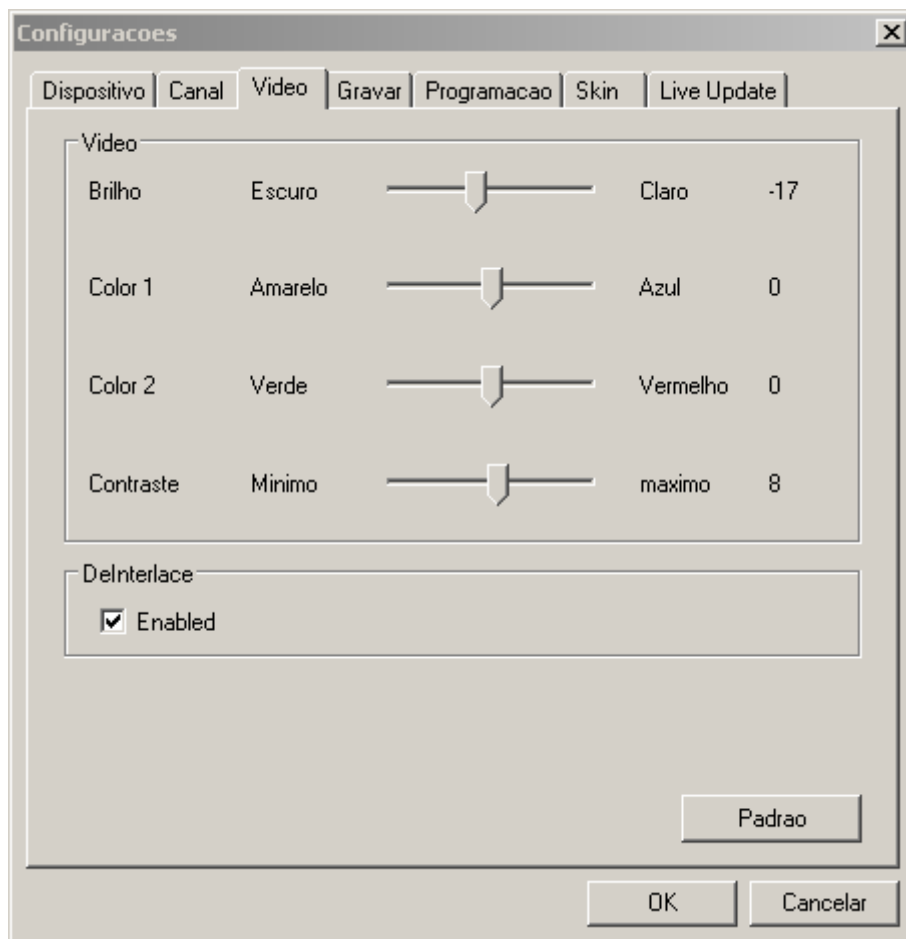 Configuracoes
Dispositivo Canal Video Gravar Programacao Skin Live Update
Video
Brilho Escuro Claro -17
Color 1 Amarelo Azul 0
Color 2 Verde Vermelho 0
Contraste Minimo maximo 8
DeInterlace
Enabled
Padrao
OK Cancelar